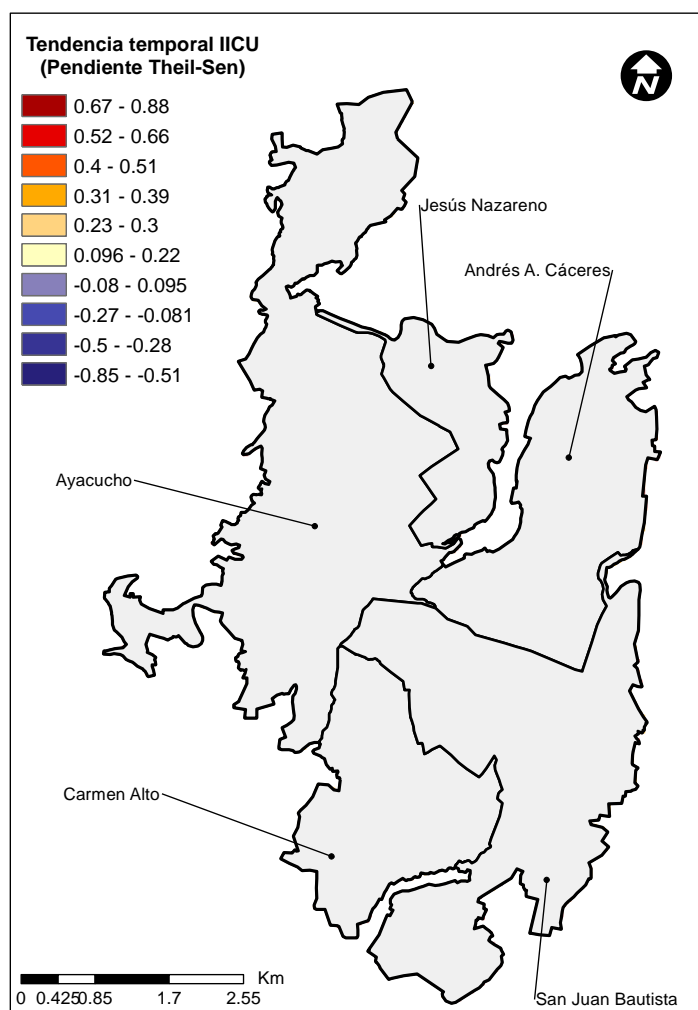 Tendencia temporal IICU
(Pendiente Theil-Sen)
0.67 - 0.88
0.52 - 0.66
0.4 - 0.51
0.31 - 0.39
0.23 - 0.3
0.096 - 0.22
-0.08 - 0.095
-0.27 - -0.081
-0.5 - -0.28
-0.85 - -0.51
N
Jesús Nazareno
Andrés A. Cáceres
Ayacucho
Carmen Alto
San Juan Bautista
Km
0 0.425 0.85 1.7 2.55